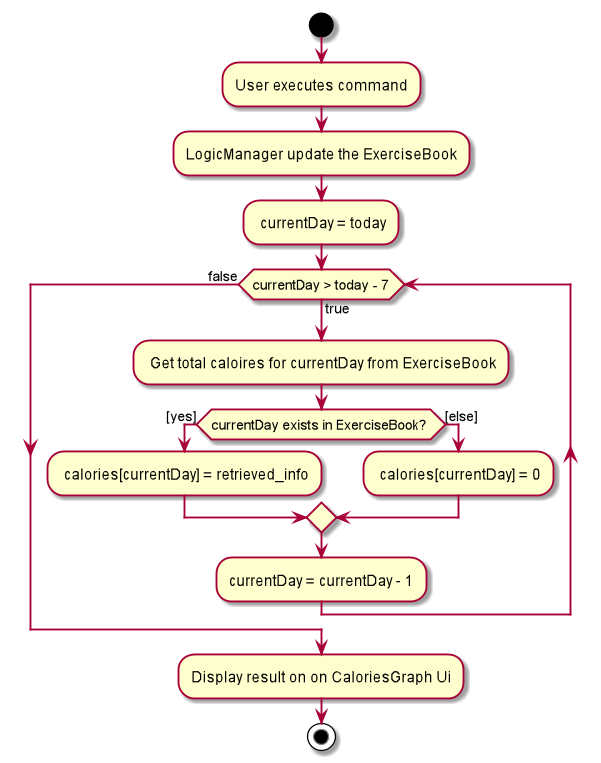 User executes command
LogicManager update the ExerciseBook
currentDay = today
false
currentDay > today - 7
true
Get total caloires for currentDay from ExerciseBook
[yes]
currentDay exists in ExerciseBook?
[else]
calories[currentDay] = retrieved_info
calories[currentDay] = 0
currentDay = currentDay - 1
Display result on on CaloriesGraph Ui